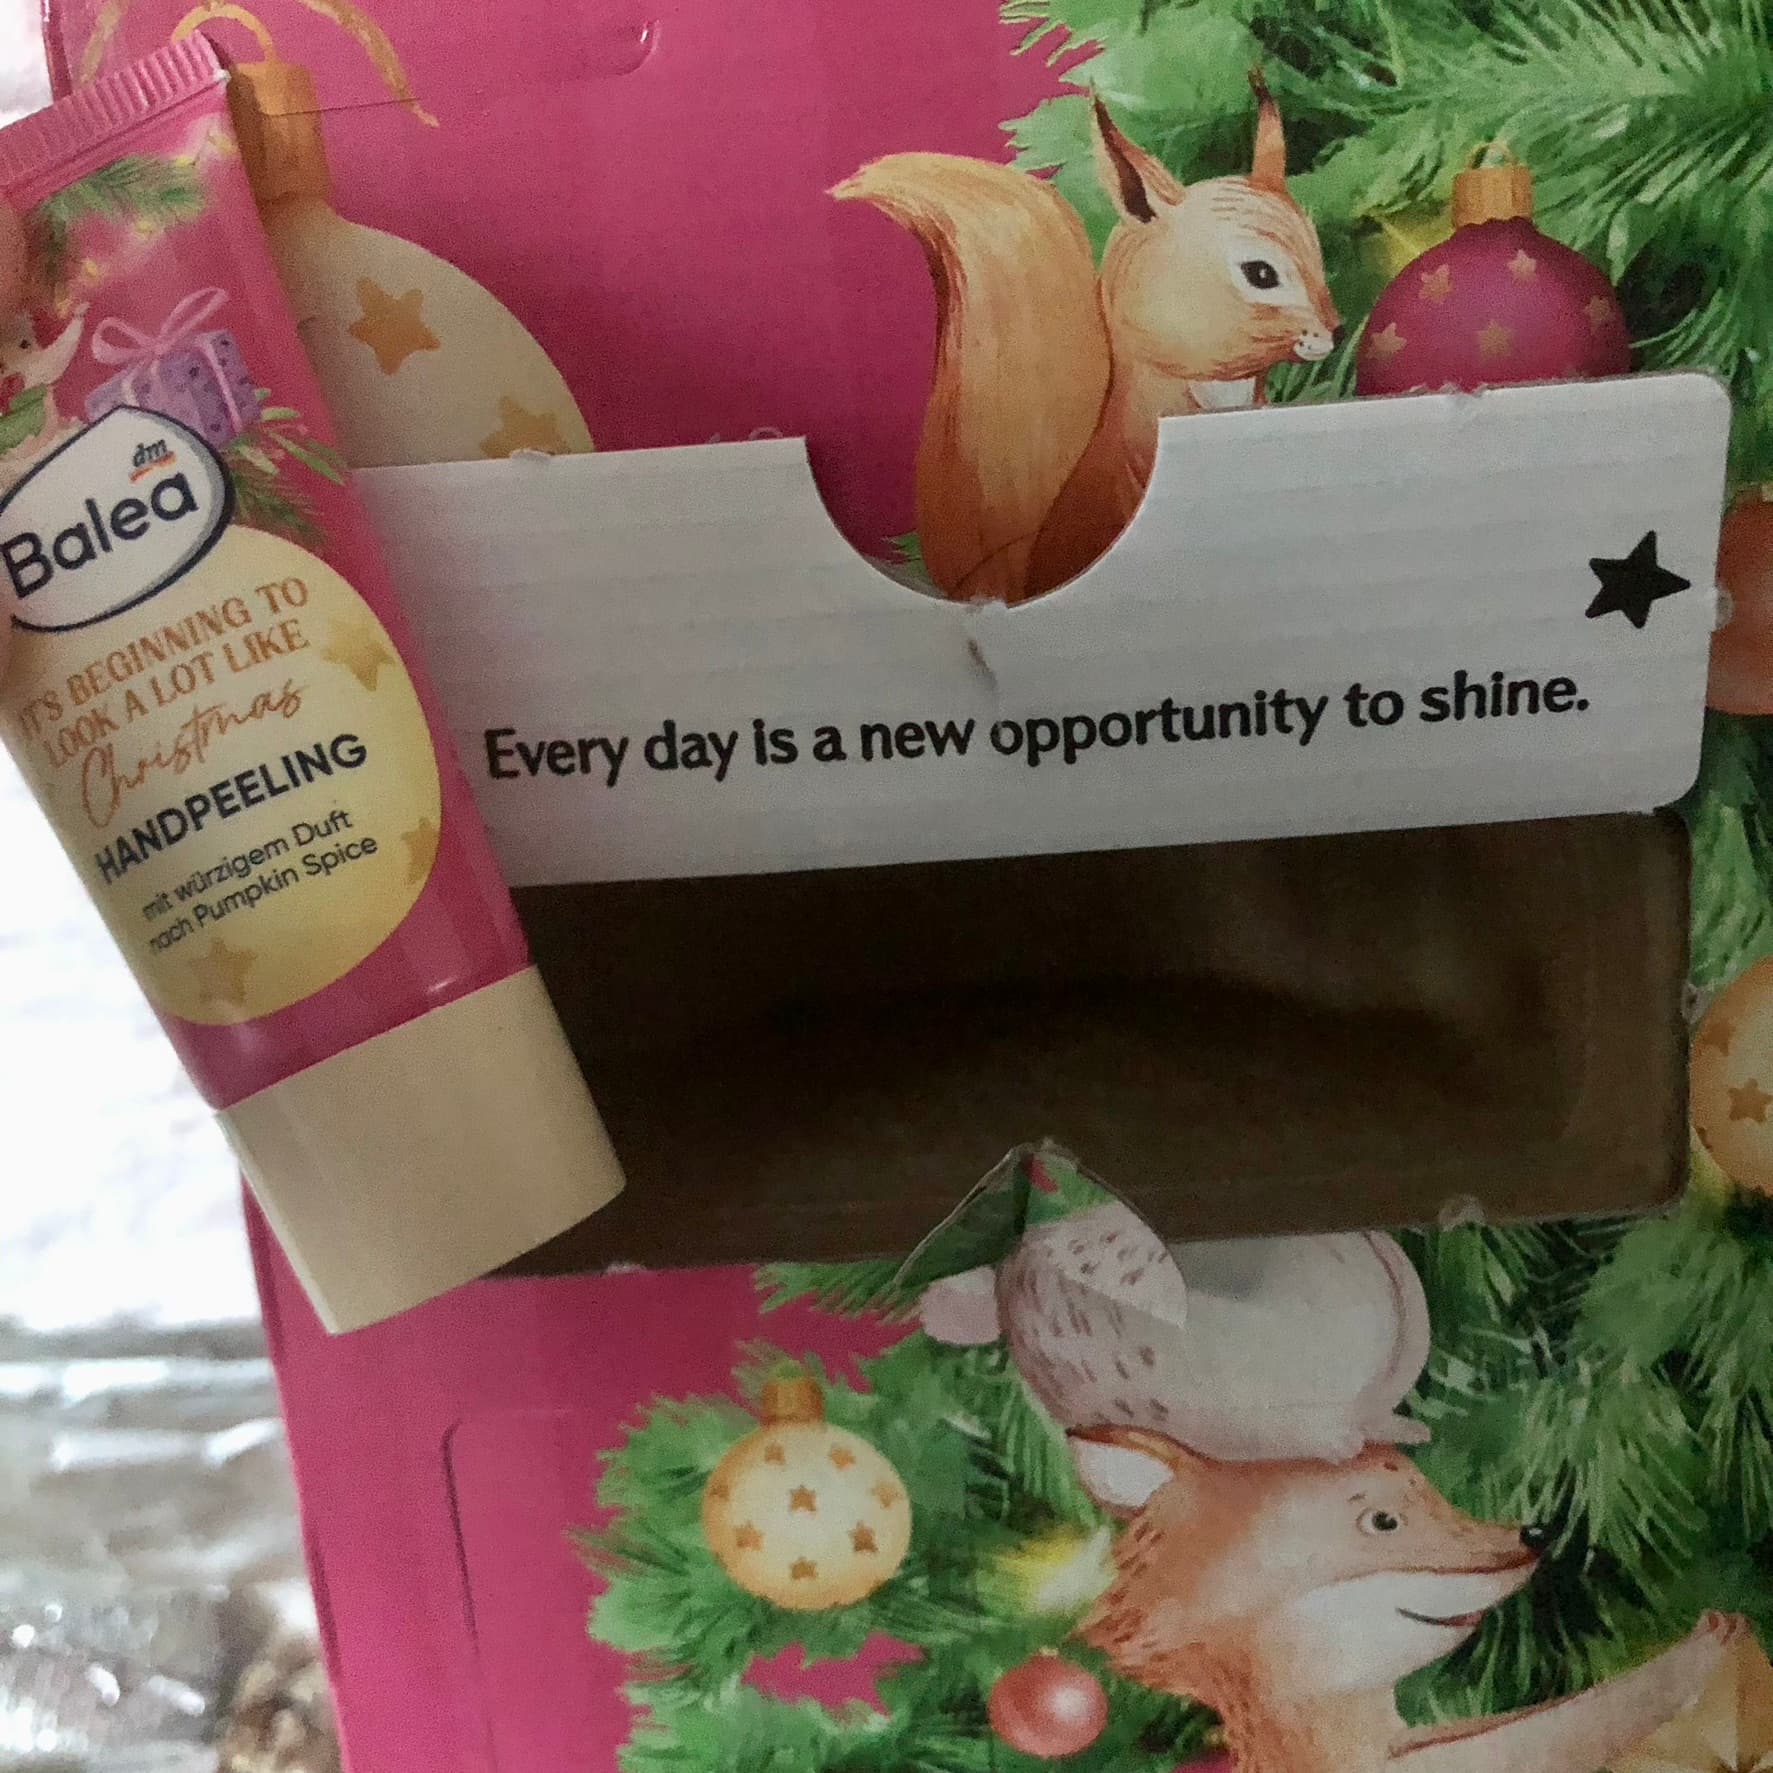 dm
Balea
IT'S BEGINNING TO
LOOK A LOT LIKE
Christmas
HANDPEELING
mit würzigem Duft
nach Pumpkin Spice
Every day is a new opportunity to shine.